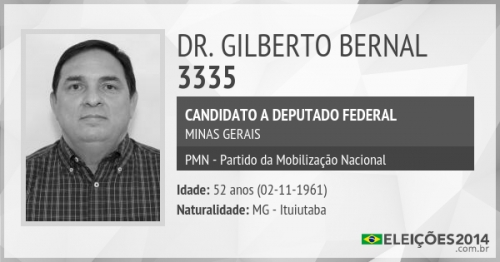 DR. GILBERTO BERNAL
3335
CANDIDATO A DEPUTADO FEDERAL
MINAS GERAIS
PMN - Partido da Mobilização Nacional
Idade: 52 anos (02-11-1961)
Naturalidade: MG - Ituiutaba
ELEIÇÕES2014
.com.br